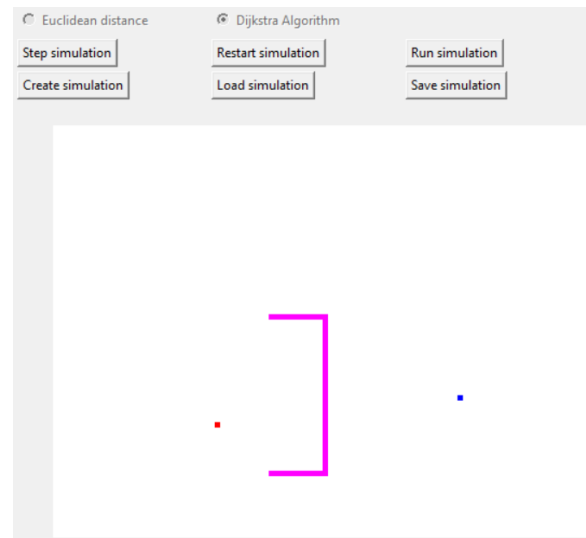 Euclidean distance Dijkstra Algorithm
Step simulation Restart simulation Run simulation
Create simulation Load simulation Save simulation